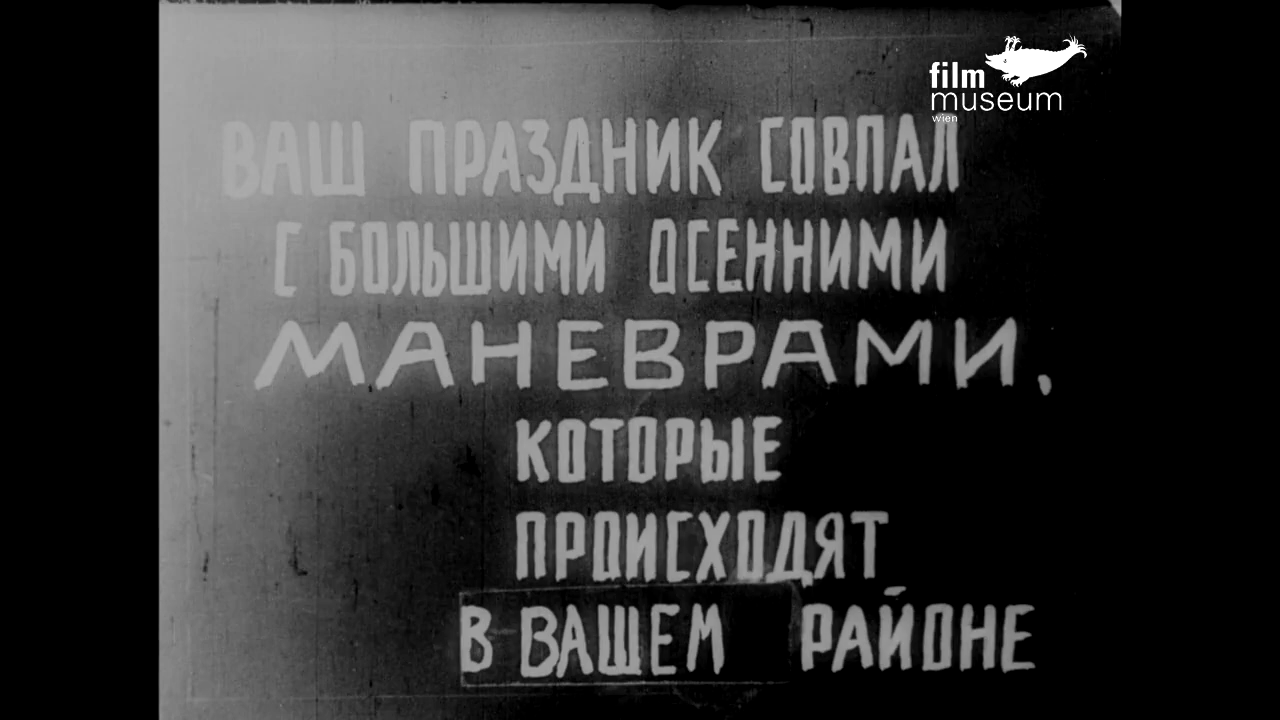 film
museum
wien
ВАШ ПРАЗДНИК СОВПАЛ
С БОЛЬШИМИ ОСЕННИМИ
МАНЕВРАМИ,
КОТОРЫЕ
ПРОИСХОДЯТ
В ВАШЕМ РАЙОНЕ